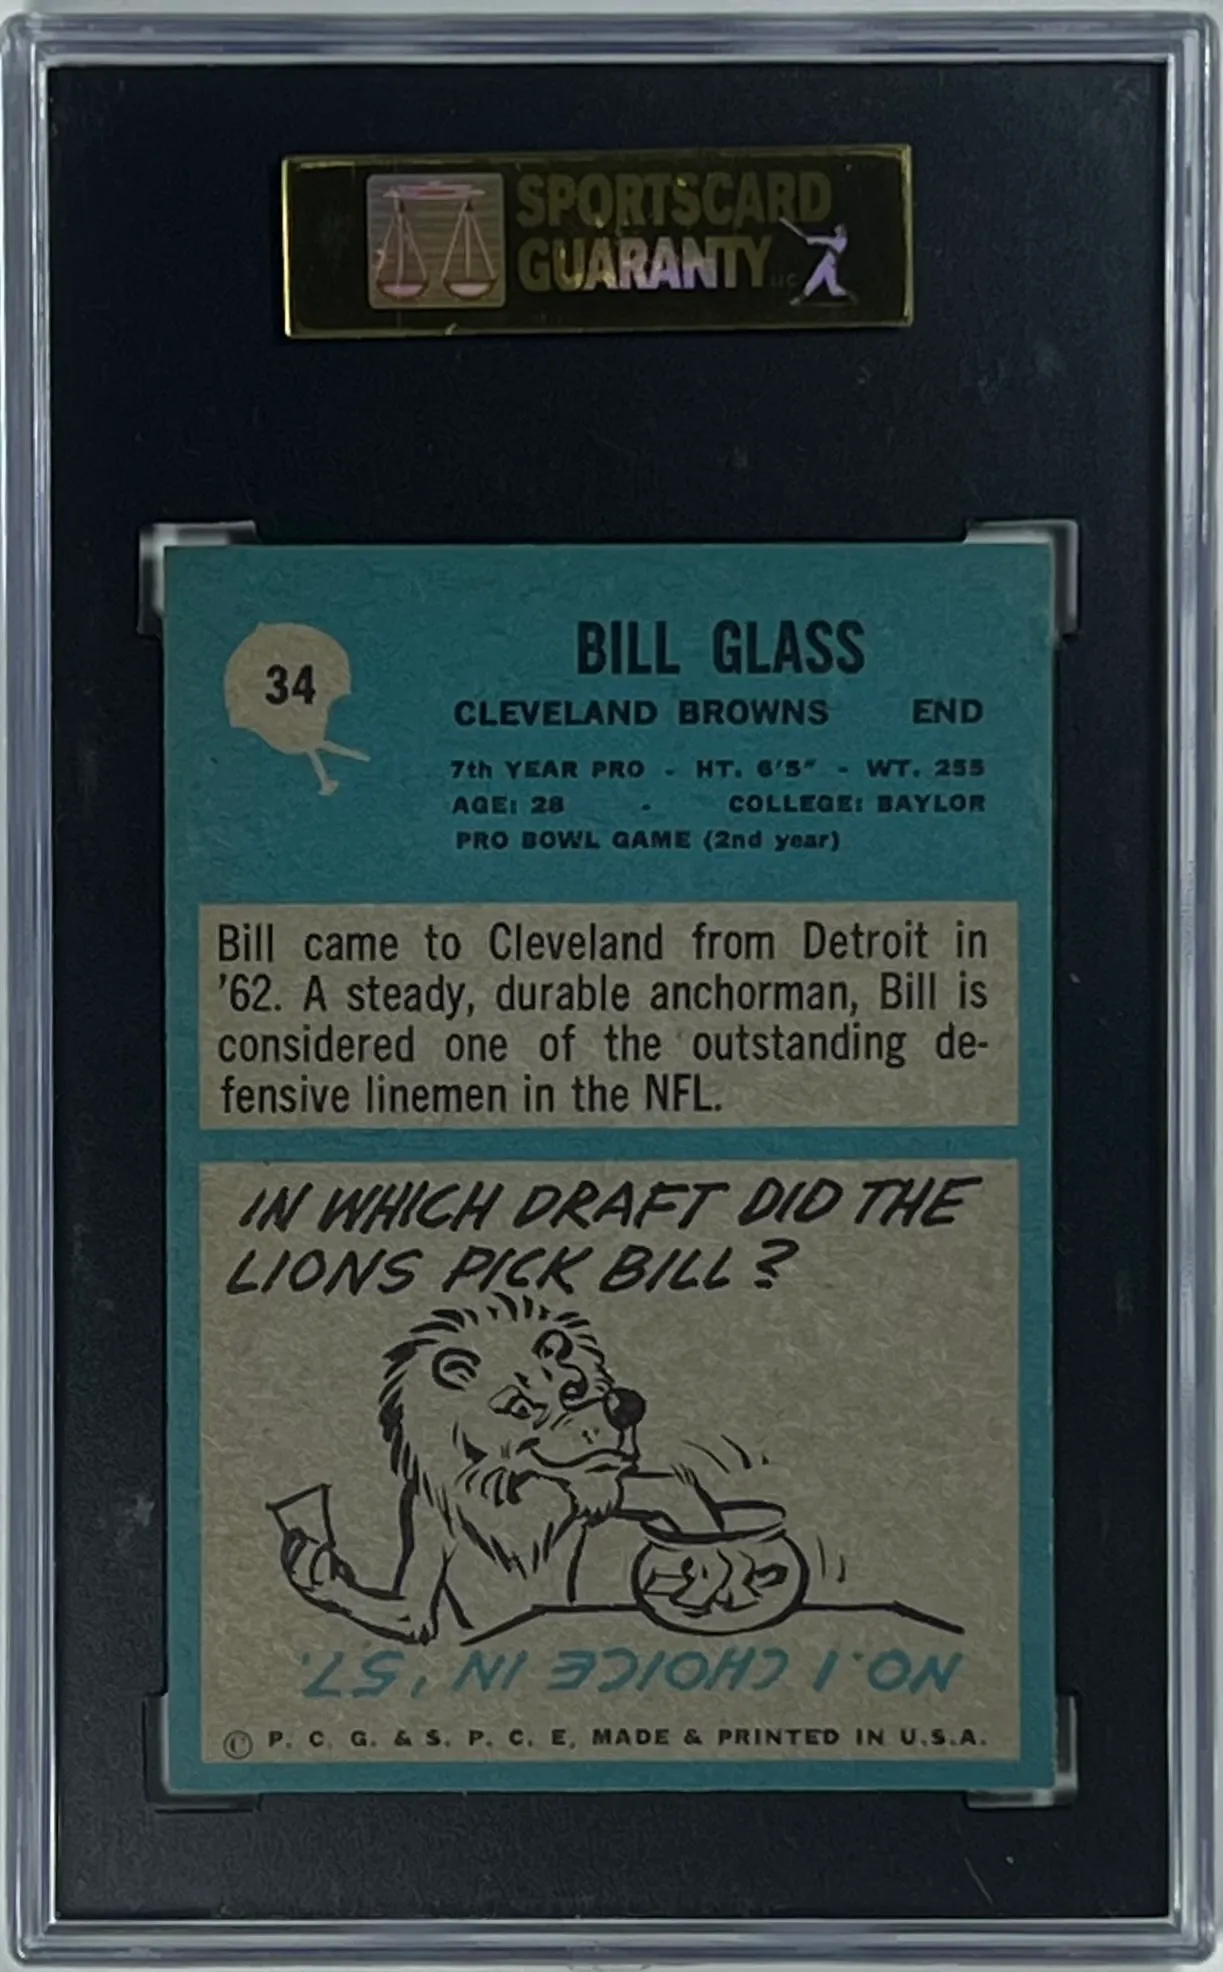 SPORTSCARD
GUARANTY LLC
34
BILL GLASS
CLEVELAND BROWNS END
7th YEAR PRO - HT. 6'5" - WT. 255
AGE: 28 - COLLEGE: BAYLOR
PRO BOWL GAME (2nd year)
Bill came to Cleveland from Detroit in
'62. A steady, durable anchorman, Bill is
considered one of the outstanding de-
fensive linemen in the NFL.
IN WHICH DRAFT DID THE
LIONS PICK BILL?
NO. 1 CHOICE IN '57.
© P. C. G. & S. P. C. E, MADE & PRINTED IN U.S.A.